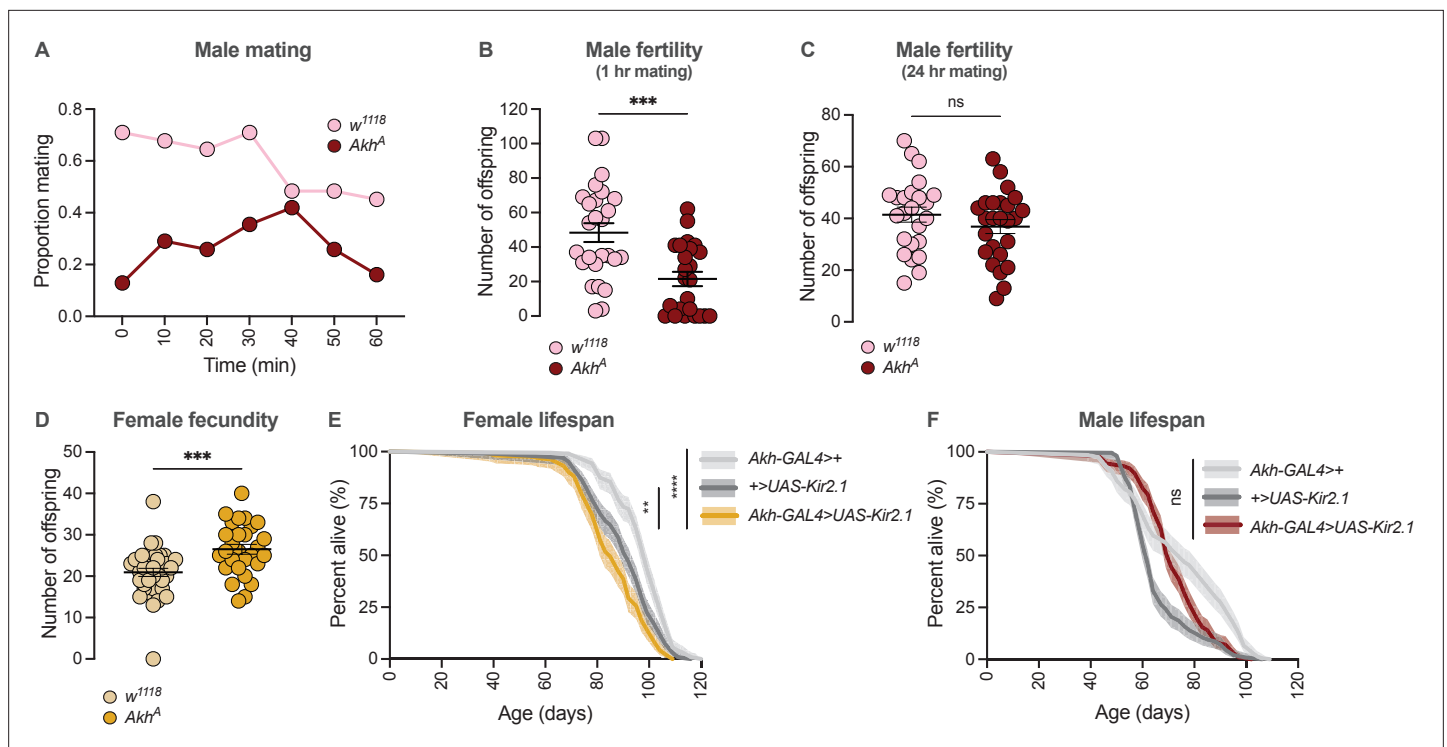 A Male mating
Proportion mating
0.8
0.6
0.4
0.2
0.0
w1118
AkhA
0 10 20 30 40 50 60
Time (min)
B Male fertility
(1 hr mating)
***
Number of offspring
120
100
80
60
40
20
0
w1118
AkhA
C Male fertility
(24 hr mating)
ns
Number of offspring
80
60
40
20
0
w1118
AkhA
D Female fecundity
***
Number of offspring
50
40
30
20
10
0
w1118
AkhA
E Female lifespan
Percent alive (%)
100
75
50
25
0
0 20 40 60 80 100 120
Age (days)
**
****
Akh-GAL4>+
+>UAS-Kir2.1
Akh-GAL4>UAS-Kir2.1
F Male lifespan
Percent alive (%)
100
75
50
25
0
0 20 40 60 80 100 120
Age (days)
ns
Akh-GAL4>+
+>UAS-Kir2.1
Akh-GAL4>UAS-Kir2.1